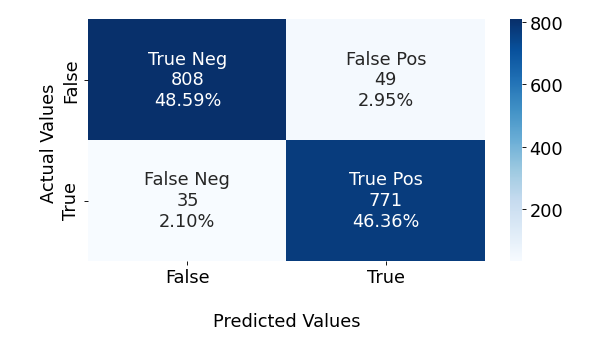 True Neg
808
48.59%
False Pos
49
2.95%
False Neg
35
2.10%
True Pos
771
46.36%
False
True
Actual Values
False
True
Predicted Values
800
600
400
200